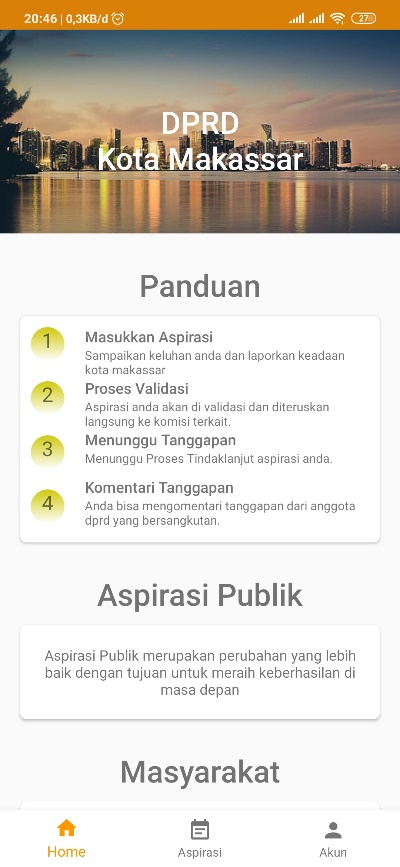 20:46 | 0,3KB/d
27
DPRD
Kota Makassar
Panduan
1
Masukkan Aspirasi
Sampaikan keluhan anda dan laporkan keadaan
kota makassar
2
Proses Validasi
Aspirasi anda akan di validasi dan diteruskan
langsung ke komisi terkait.
3
Menunggu Tanggapan
Menunggu Proses Tindaklanjut aspirasi anda.
4
Komentari Tanggapan
Anda bisa mengomentari tanggapan dari anggota
dprd yang bersangkutan.
Aspirasi Publik
Aspirasi Publik merupakan perubahan yang lebih
baik dengan tujuan untuk meraih keberhasilan di
masa depan
Masyarakat
Home
Aspirasi
Akun